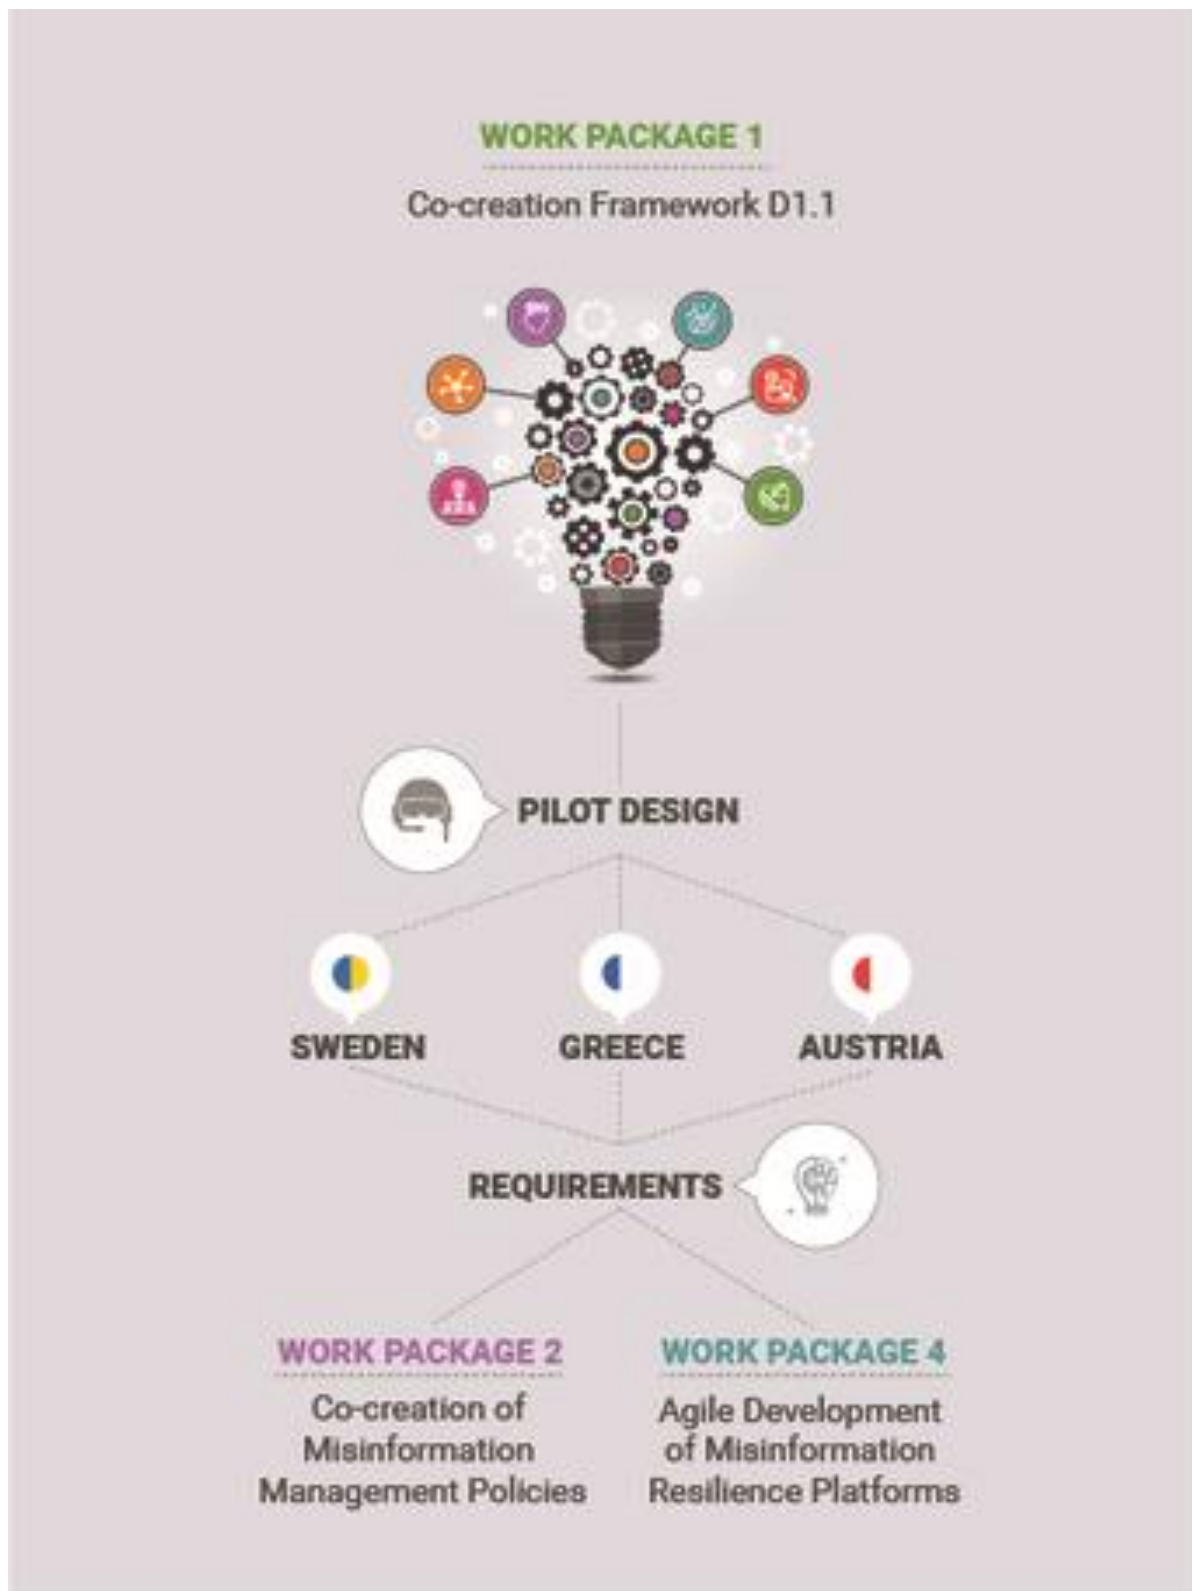 WORK PACKAGE 1
Co-creation Framework D1.1
PILOT DESIGN
SWEDEN
GREECE
AUSTRIA
REQUIREMENTS
WORK PACKAGE 2
Co-creation of
Misinformation
Management Policies
WORK PACKAGE 4
Agile Development
of Misinformation
Resilience Platforms